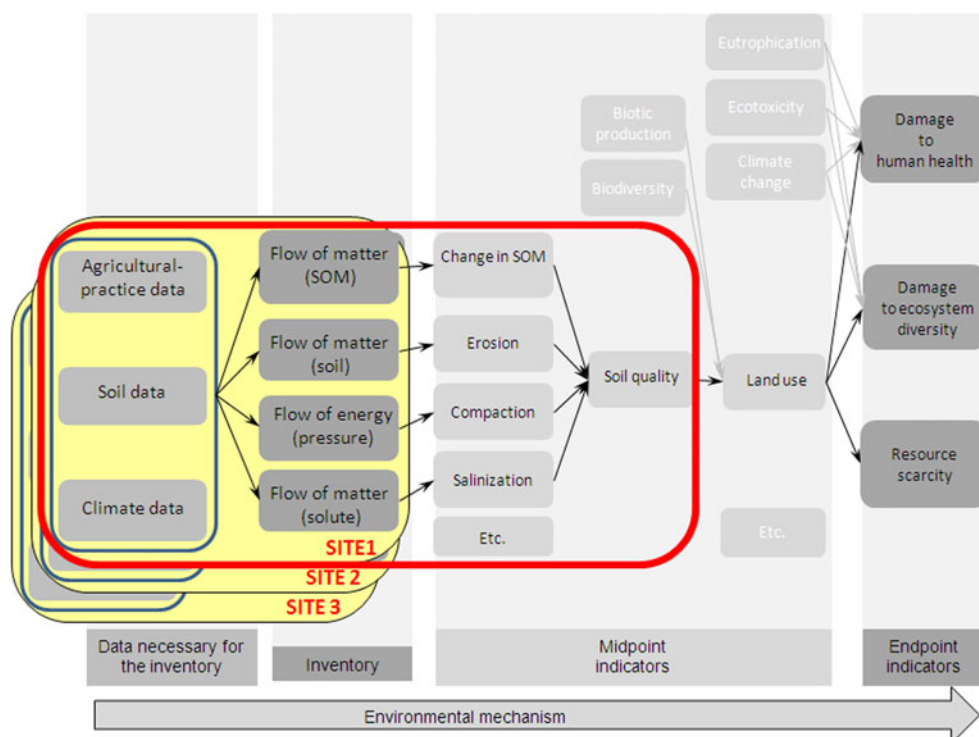 Eutrophication
Ecotoxicity
Climate
change
Biotic
production
Biodiversity
Damage
to
human health
Agricultural-
practice data
Soil data
Climate data
Flow of matter
(SOM)
Flow of matter
(soil)
Flow of energy
(pressure)
Flow of matter
(solute)
Change in SOM
Erosion
Compaction
Salinization
Etc.
Soil quality
Land use
Etc.
Damage
to ecosystem
diversity
Resource
scarcity
SITE1
SITE 2
SITE 3
Data necessary for
the inventory
Inventory
Midpoint
indicators
Endpoint
indicators
Environmental mechanism